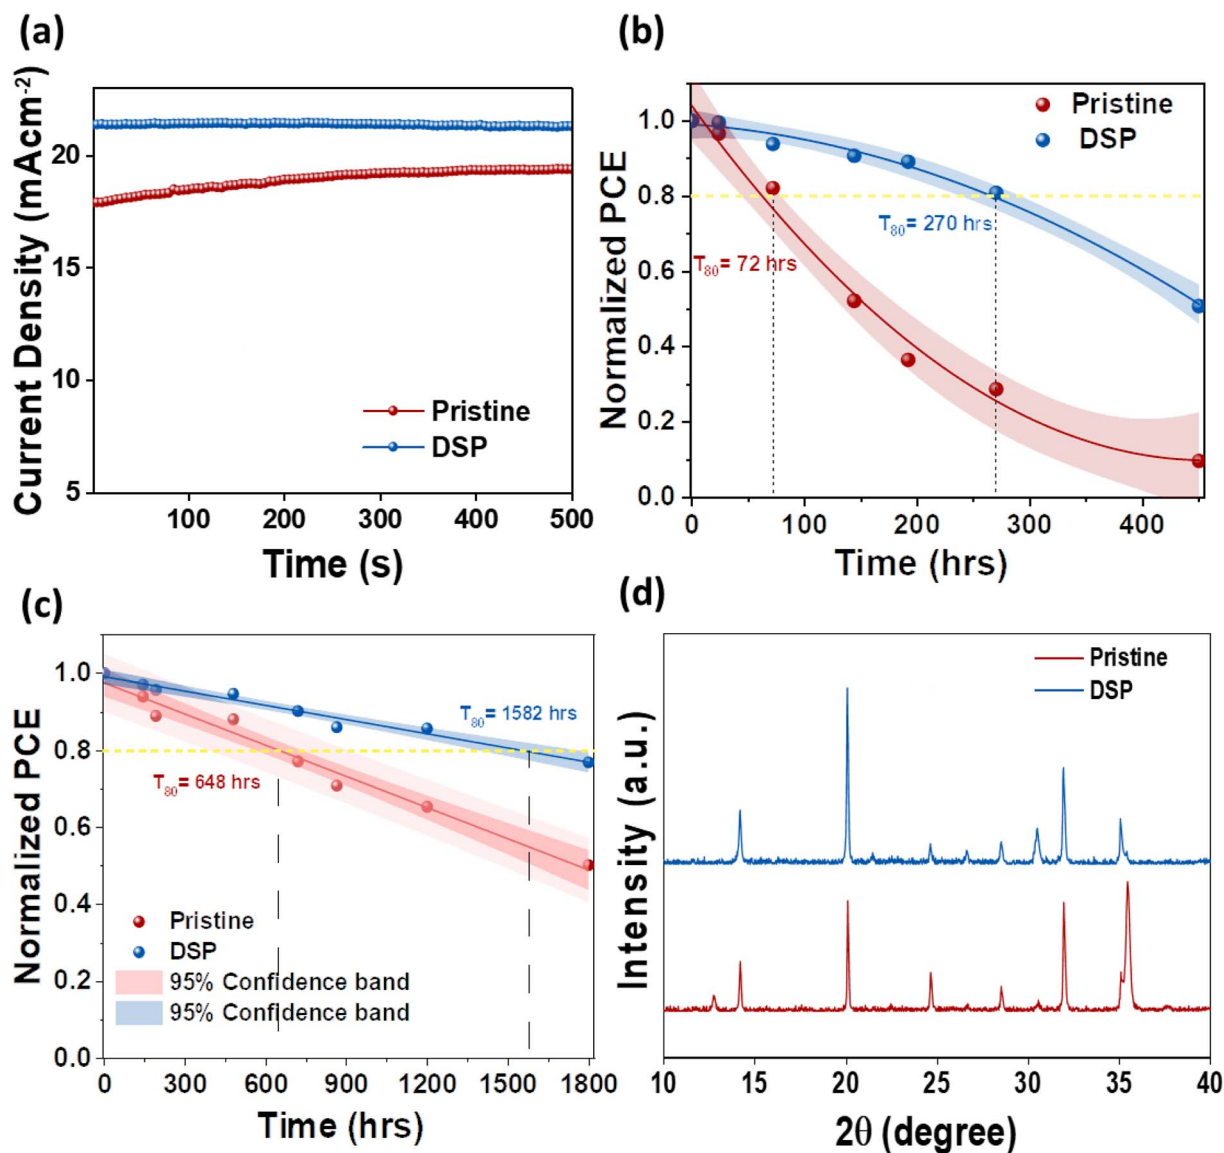 (a)
Current Density (mAcm-2)
20
15
10
5
100 200 300 400 500
Time (s)
Pristine
DSP
(b)
Normalized PCE
1.0
0.8
0.6
0.4
0.2
0.0
0 100 200 300 400
Time (hrs)
Pristine
DSP
T80= 270 hrs
T80= 72 hrs
(c)
Normalized PCE
1.0
0.8
0.6
0.4
0.2
0.0
0 300 600 900 1200 1500 1800
Time (hrs)
T80= 1582 hrs
T80= 648 hrs
Pristine
DSP
95% Confidence band
95% Confidence band
(d)
Intensity (a.u.)
Pristine
DSP
10 15 20 25 30 35 40
2θ (degree)